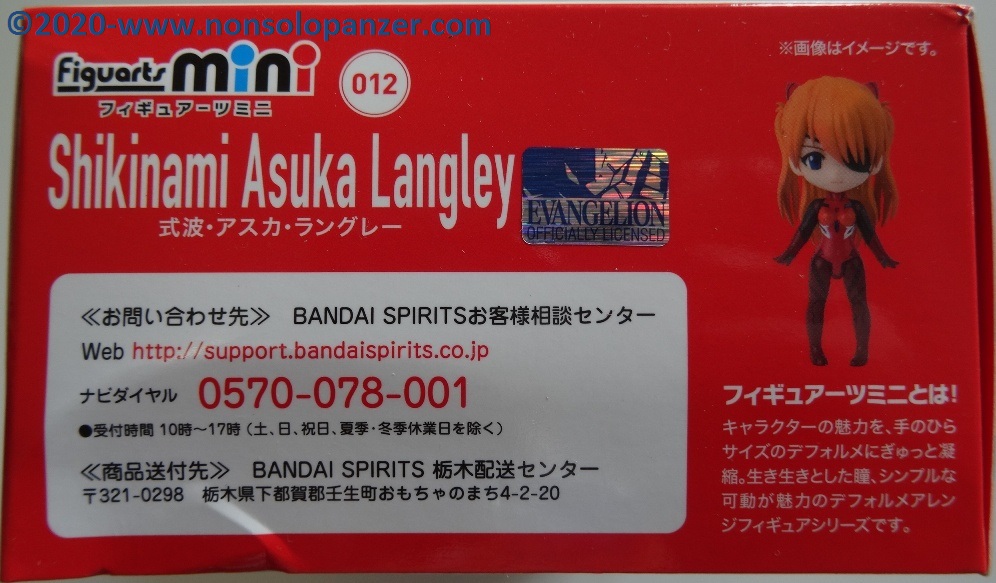 ©2020-www.nonsolopanzer.com
※画像はイメージです。
Figuarts mini
フィギュアーツミニ
012
Shikinami Asuka Langley
式波・アスカ・ラングレー
EVANGELION
OFFICIALLY LICENSED
≪お問い合わせ先≫ BANDAI SPIRITSお客様相談センター
Web http://support.bandaispirits.co.jp
ナビダイヤル 0570-078-001
●受付時間 10時~17時(土、日、祝日、夏季・冬季休業日を除く)
≪商品送付先≫ BANDAI SPIRITS 栃木配送センター
〒321-0298 栃木県下都賀郡壬生町おもちゃのまち4-2-20
フィギュアーツミニとは!
キャラクターの魅力を、手のひら
サイズのデフォルメにぎゅっと凝
縮。生き生きとした瞳、シンプルな
可動が魅力のデフォルメアレン
ジフィギュアシリーズです。